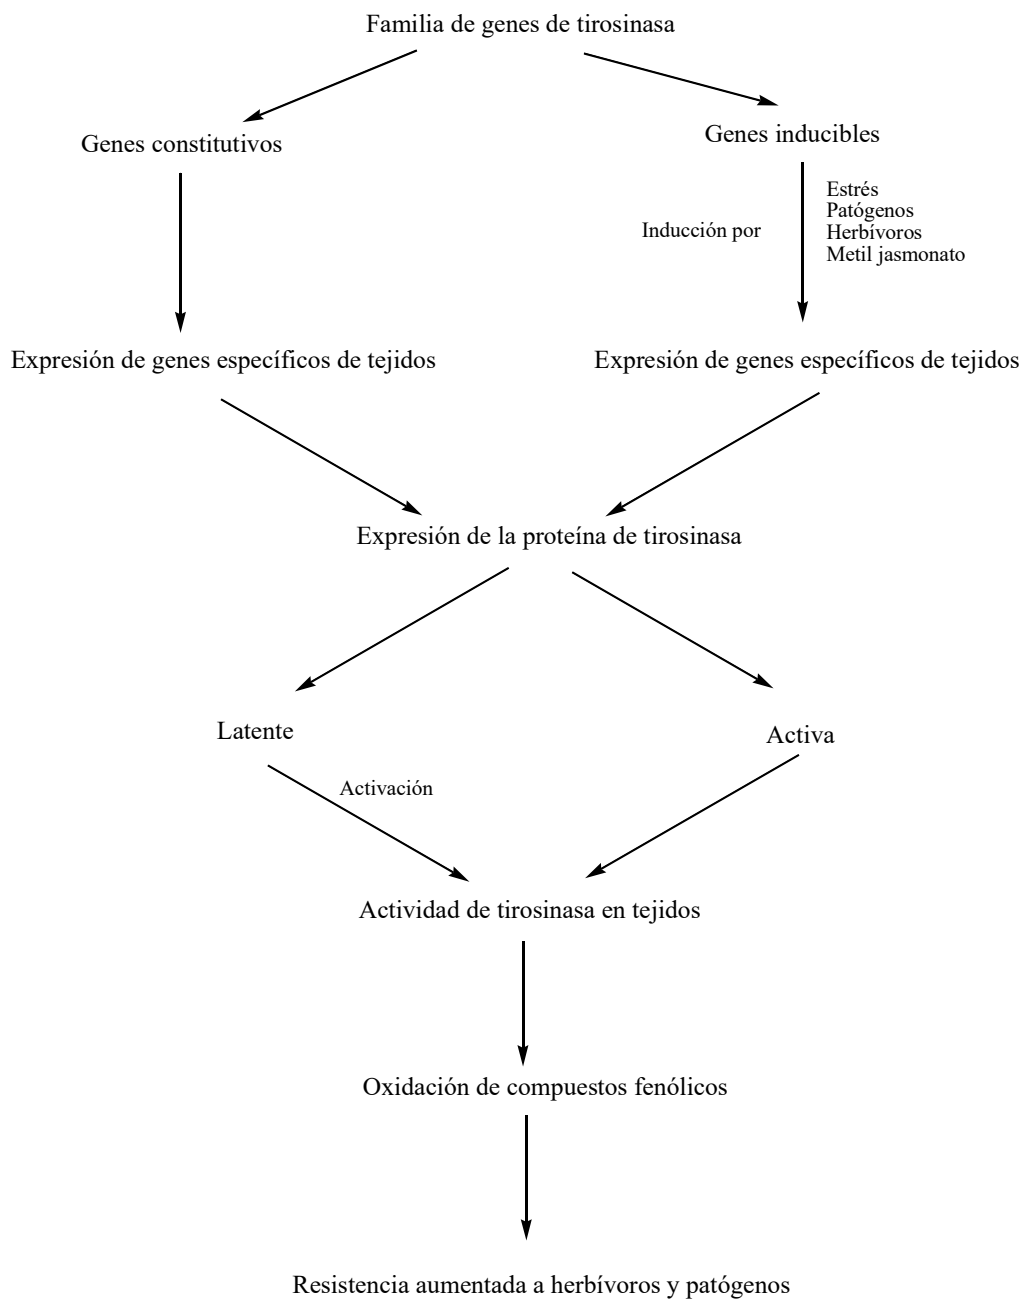 Familia de genes de tirosinasa
Genes constitutivos
Genes inducibles
Inducción por
Estrés
Patógenos
Herbívoros
Metil jasmonato
Expresión de genes específicos de tejidos
Expresión de genes específicos de tejidos
Expresión de la proteína de tirosinasa
Latente
Activa
Activación
Actividad de tirosinasa en tejidos
Oxidación de compuestos fenólicos
Resistencia aumentada a herbívoros y patógenos